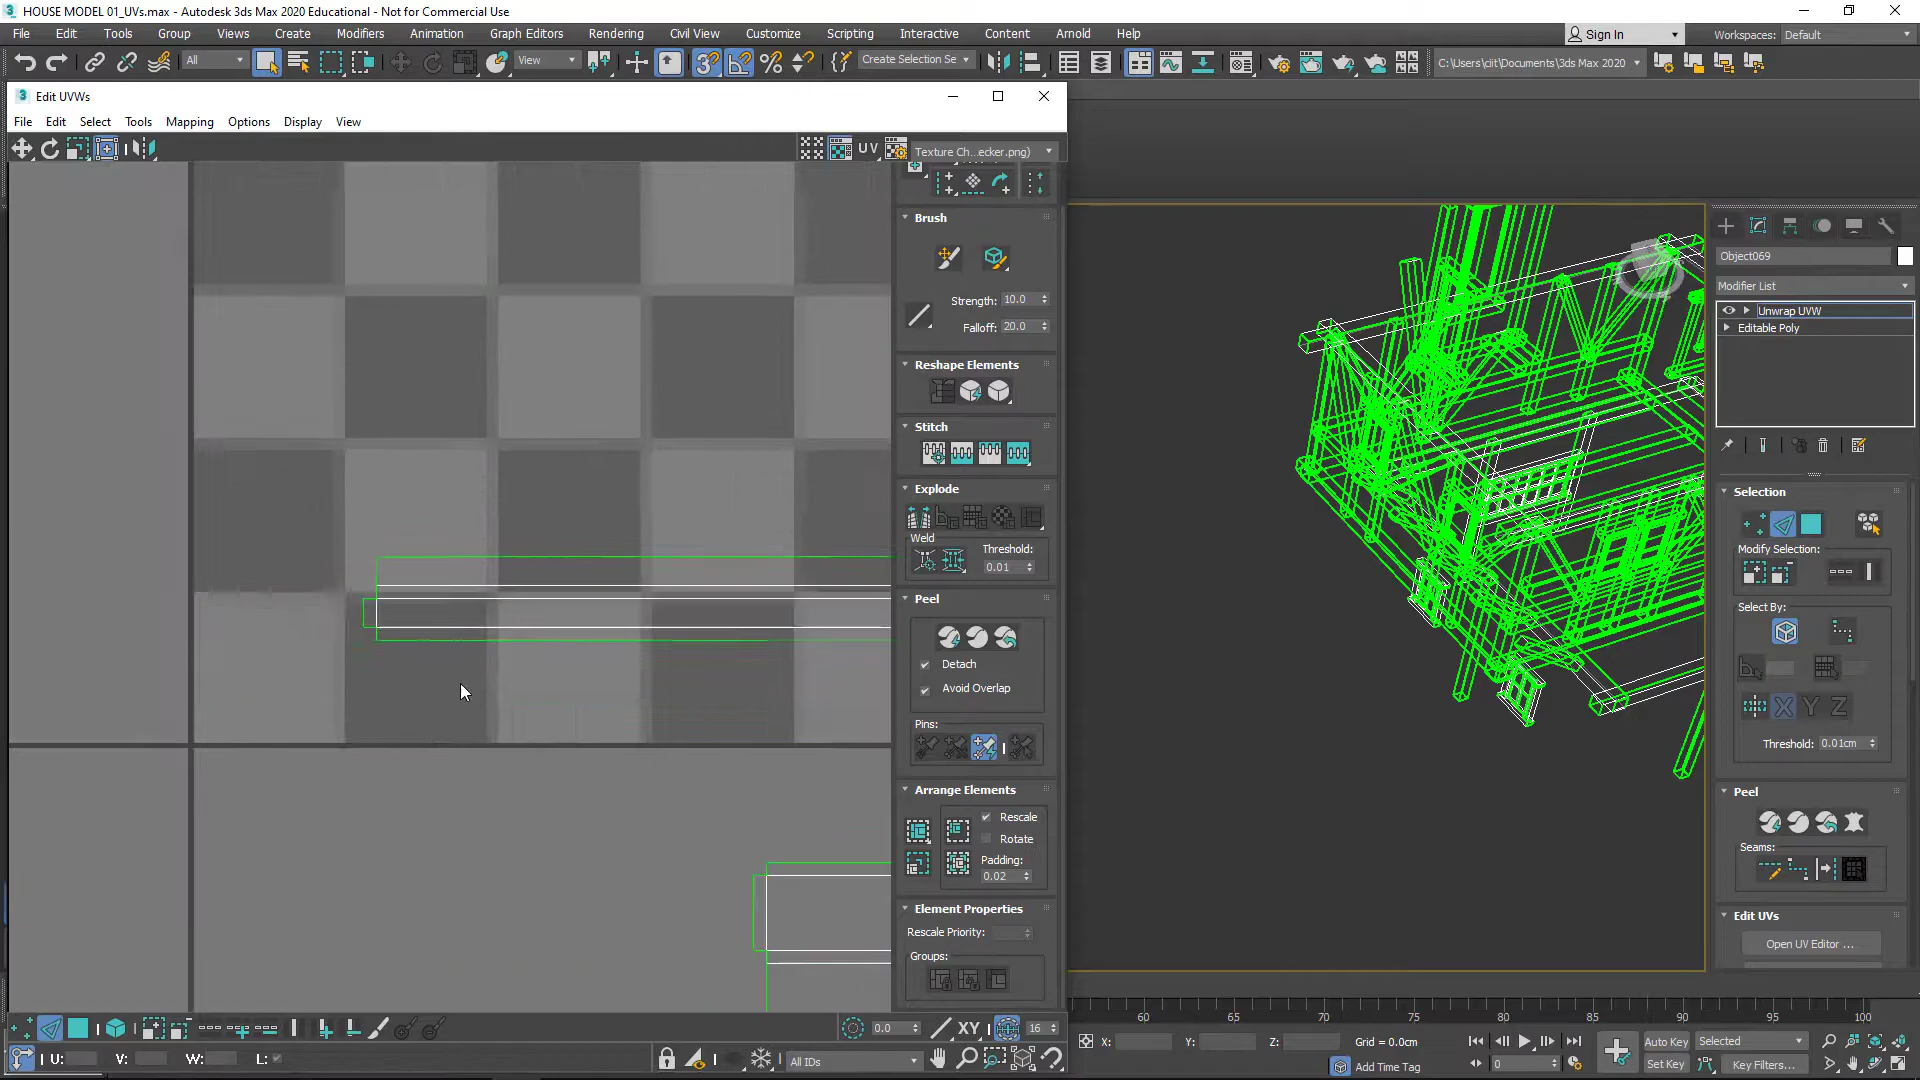 HOUSE MODEL 01_UVs.max - Autodesk 3ds Max 2020 Educational - Not for Commercial Use
File Edit Tools Group Views Create Modifiers Animation Graph Editors Rendering Civil View Customize Scripting Interactive Content Arnold Help
Sign In
Workspaces: Default
All
View
Create Selection Se
C:\Users\ciit\Documents\3ds Max 2020
Edit UVWs
File Edit Select Tools Mapping Options Display View
UV
Texture Ch...ecker.png)
Brush
Strength: 10.0
Falloff: 20.0
Reshape Elements
Stitch
Explode
Weld
Threshold:
0.01
Peel
Detach
Avoid Overlap
Pins:
Arrange Elements
Rescale
Rotate
Padding:
0.02
Element Properties
Rescale Priority:
Groups:
0.0
XY
16
U: V: W: L:
All IDs
Object069
Modifier List
Unwrap UVW
Editable Poly
Selection
Modify Selection:
Select By:
X Y Z
Threshold: 0.01cm
Peel
Seams:
Edit UVs
Open UV Editor ...
60 65 70 75 80 85 90 95 100
X: Y: Z: Grid = 0.0cm
Add Time Tag
0
Auto Key
Selected
Set Key
Key Filters...